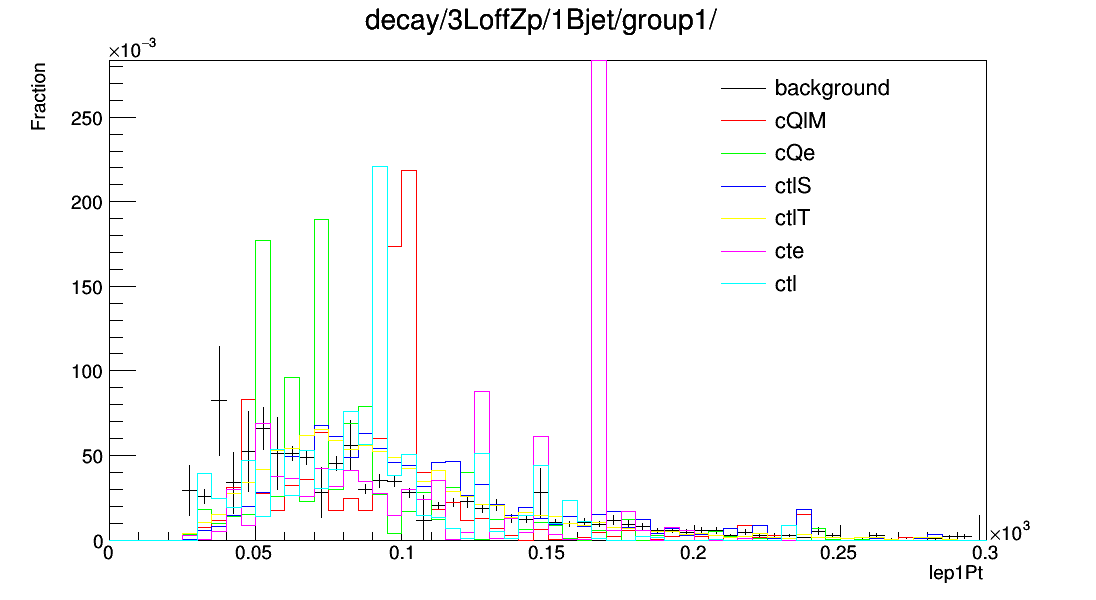 decay/3LoffZp/1Bjet/group1/
×10⁻³
Fraction
250
200
150
100
50
0
background
cQlM
cQe
ctlS
ctlT
cte
ctl
0
0.05
0.1
0.15
0.2
0.25
0.3
×10³
lep1Pt